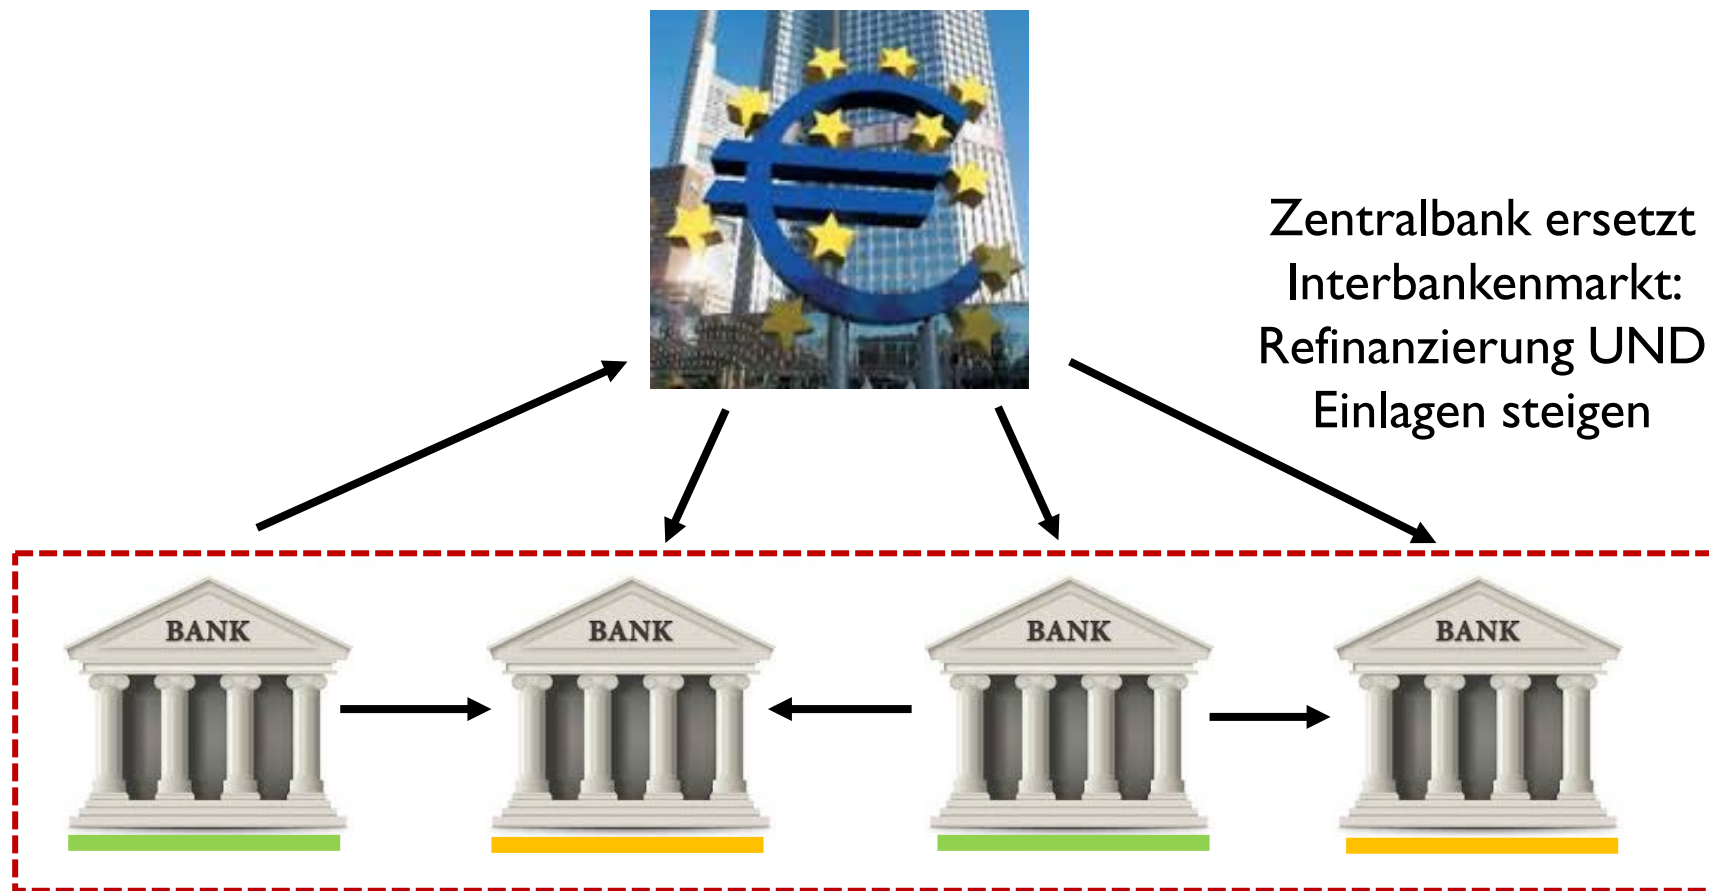 Zentralbank ersetzt
Interbankenmarkt:
Refinanzierung UND
Einlagen steigen
BANK
BANK
BANK
BANK